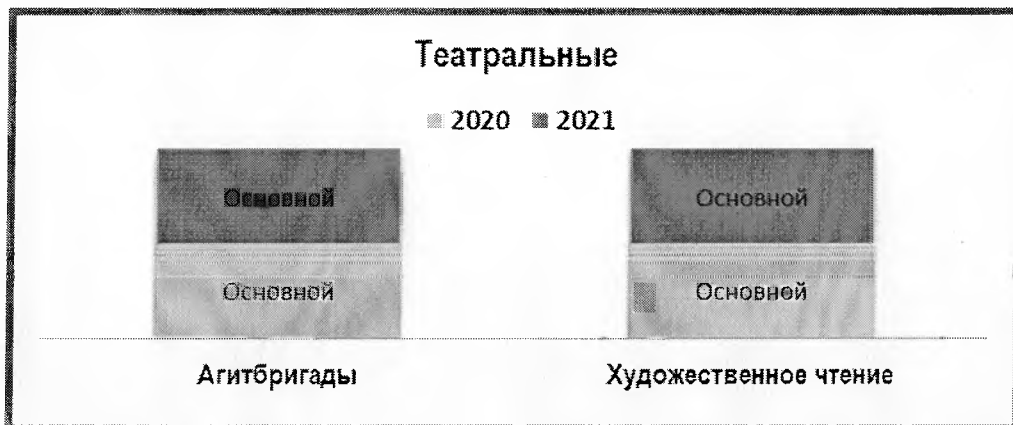 Театральные
2020 2021
Основной Основной
Основной Основной
Агитбригады Художественное чтение